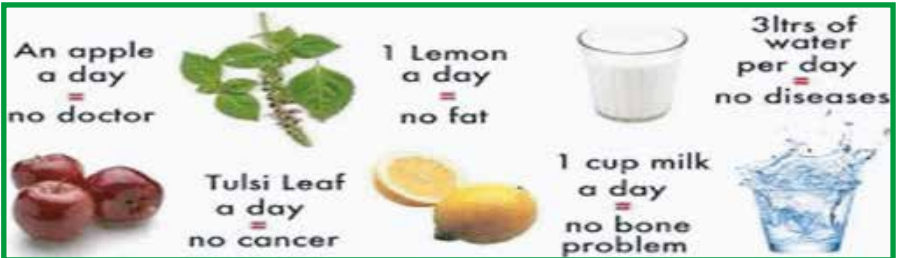 An apple
a day
=
no doctor
Tulsi Leaf
a day
=
no cancer
1 Lemon
a day
=
no fat
1 cup milk
a day
=
no bone
problem
3ltrs of
water
per day
=
no diseases